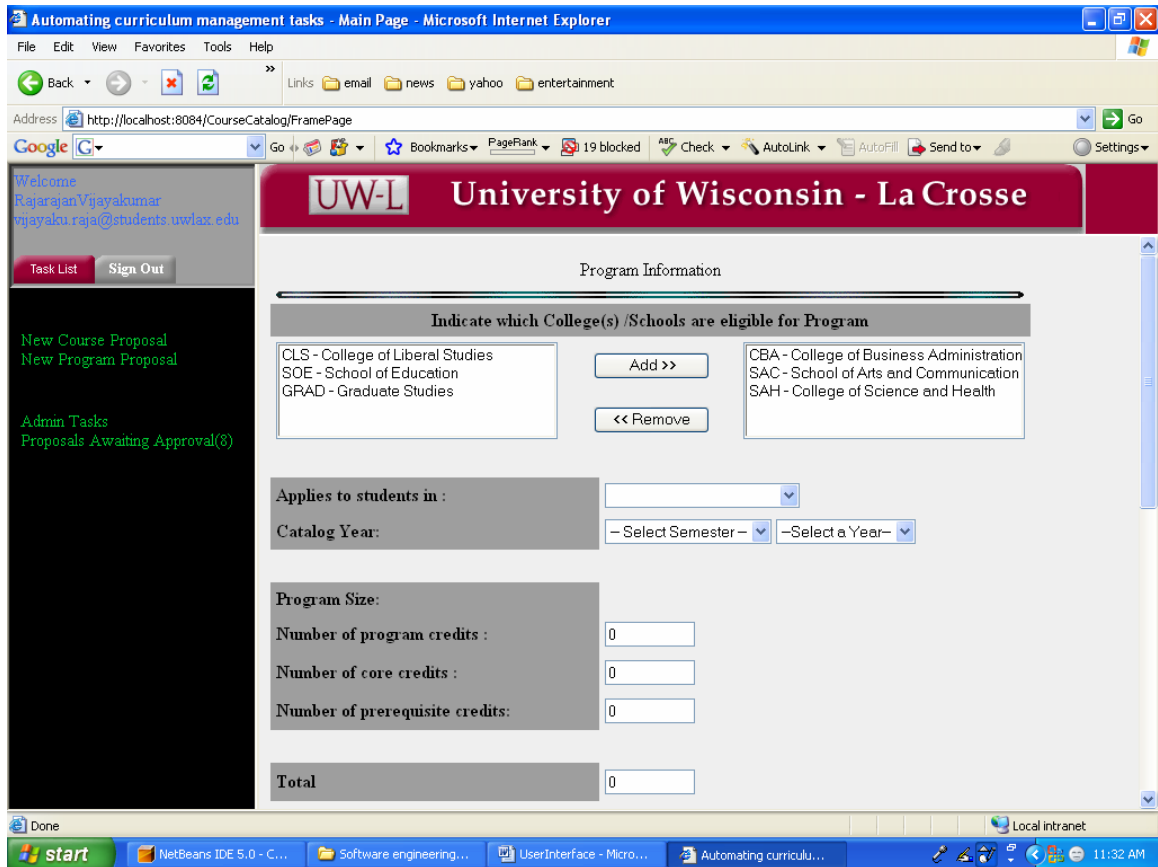 Automating curriculum management tasks - Main Page - Microsoft Internet Explorer
File Edit View Favorites Tools Help
Back » Links email news yahoo entertainment
Address http://localhost:8084/CourseCatalog/FramePage Go
Google G Go Bookmarks PageRank 19 blocked ABC Check AutoLink AutoFill Send to Settings
Welcome
RajarajanVijayakumar
vijayaku.raja@students.uwlax.edu
Task List Sign Out
New Course Proposal
New Program Proposal
Admin Tasks
Proposals Awaiting Approval(8)
UW-L University of Wisconsin - La Crosse
Program Information
Indicate which College(s) /Schools are eligible for Program
CLS - College of Liberal Studies
SOE - School of Education
GRAD - Graduate Studies
Add >>
<< Remove
CBA - College of Business Administration
SAC - School of Arts and Communication
SAH - College of Science and Health
Applies to students in :
Catalog Year: -- Select Semester -- --Select a Year--
Program Size:
Number of program credits : 0
Number of core credits : 0
Number of prerequisite credits: 0
Total 0
Done Local intranet
start NetBeans IDE 5.0 - C... Software engineering... UserInterface - Micro... Automating curriculu... 11:32 AM